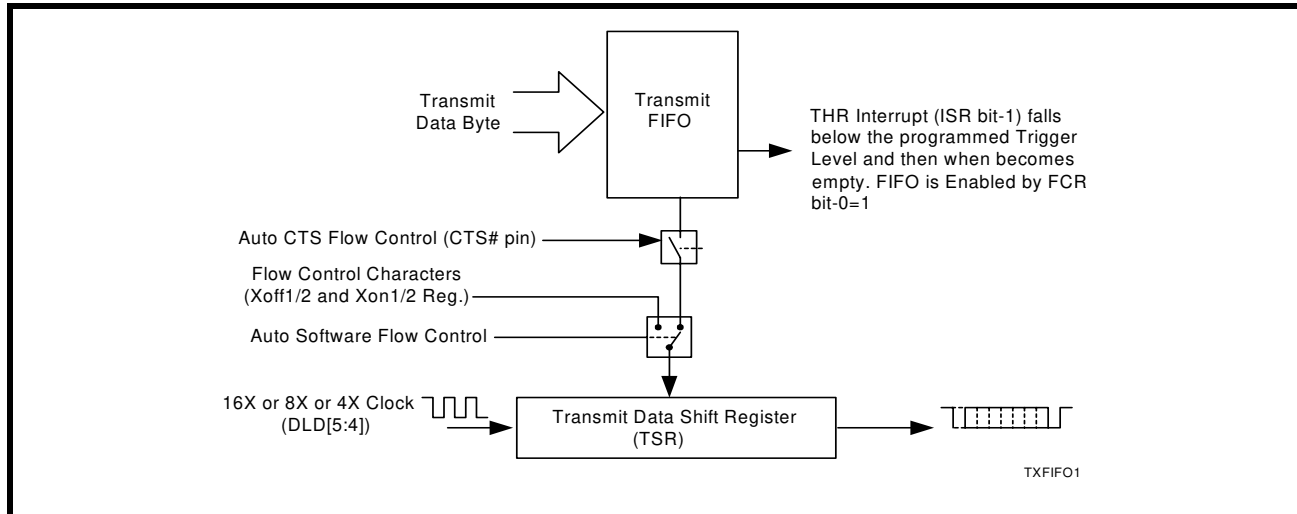 Transmit
Data Byte
Transmit
FIFO
THR Interrupt (ISR bit-1) falls
below the programmed Trigger
Level and then when becomes
empty. FIFO is Enabled by FCR
bit-0=1
Auto CTS Flow Control (CTS# pin)
Flow Control Characters
(Xoff1/2 and Xon1/2 Reg.)
Auto Software Flow Control
16X or 8X or 4X Clock
(DLD[5:4])
Transmit Data Shift Register
(TSR)
TXFIFO1